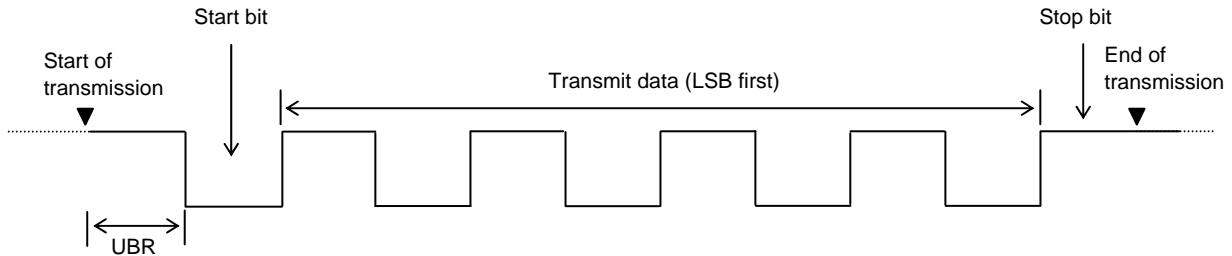 Start bit
Stop bit
Start of
transmission
End of
transmission
Transmit data (LSB first)
UBR